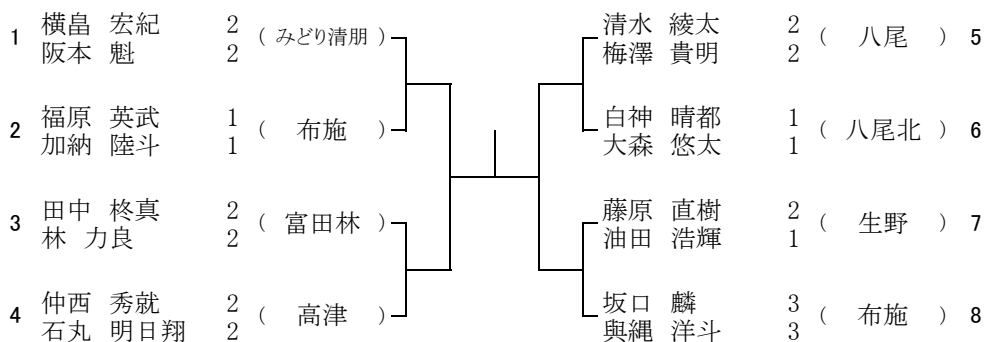 1 横畠 宏紀 2 (みどり清朋)
阪本 魁 2
2 福原 英武 1 ( 布施 )
加納 陸斗 1
3 田中 柊真 2 ( 富田林 )
林 力良 2
4 仲西 秀就 2 ( 高津 )
石丸 明日翔 2
清水 綾太 2 ( 八尾 ) 5
梅澤 貴明 2
白神 晴都 1 ( 八尾北 ) 6
大森 悠太 1
藤原 直樹 2 ( 生野 ) 7
油田 浩輝 1
坂口 麟 3 ( 布施 ) 8
與縄 洋斗 3